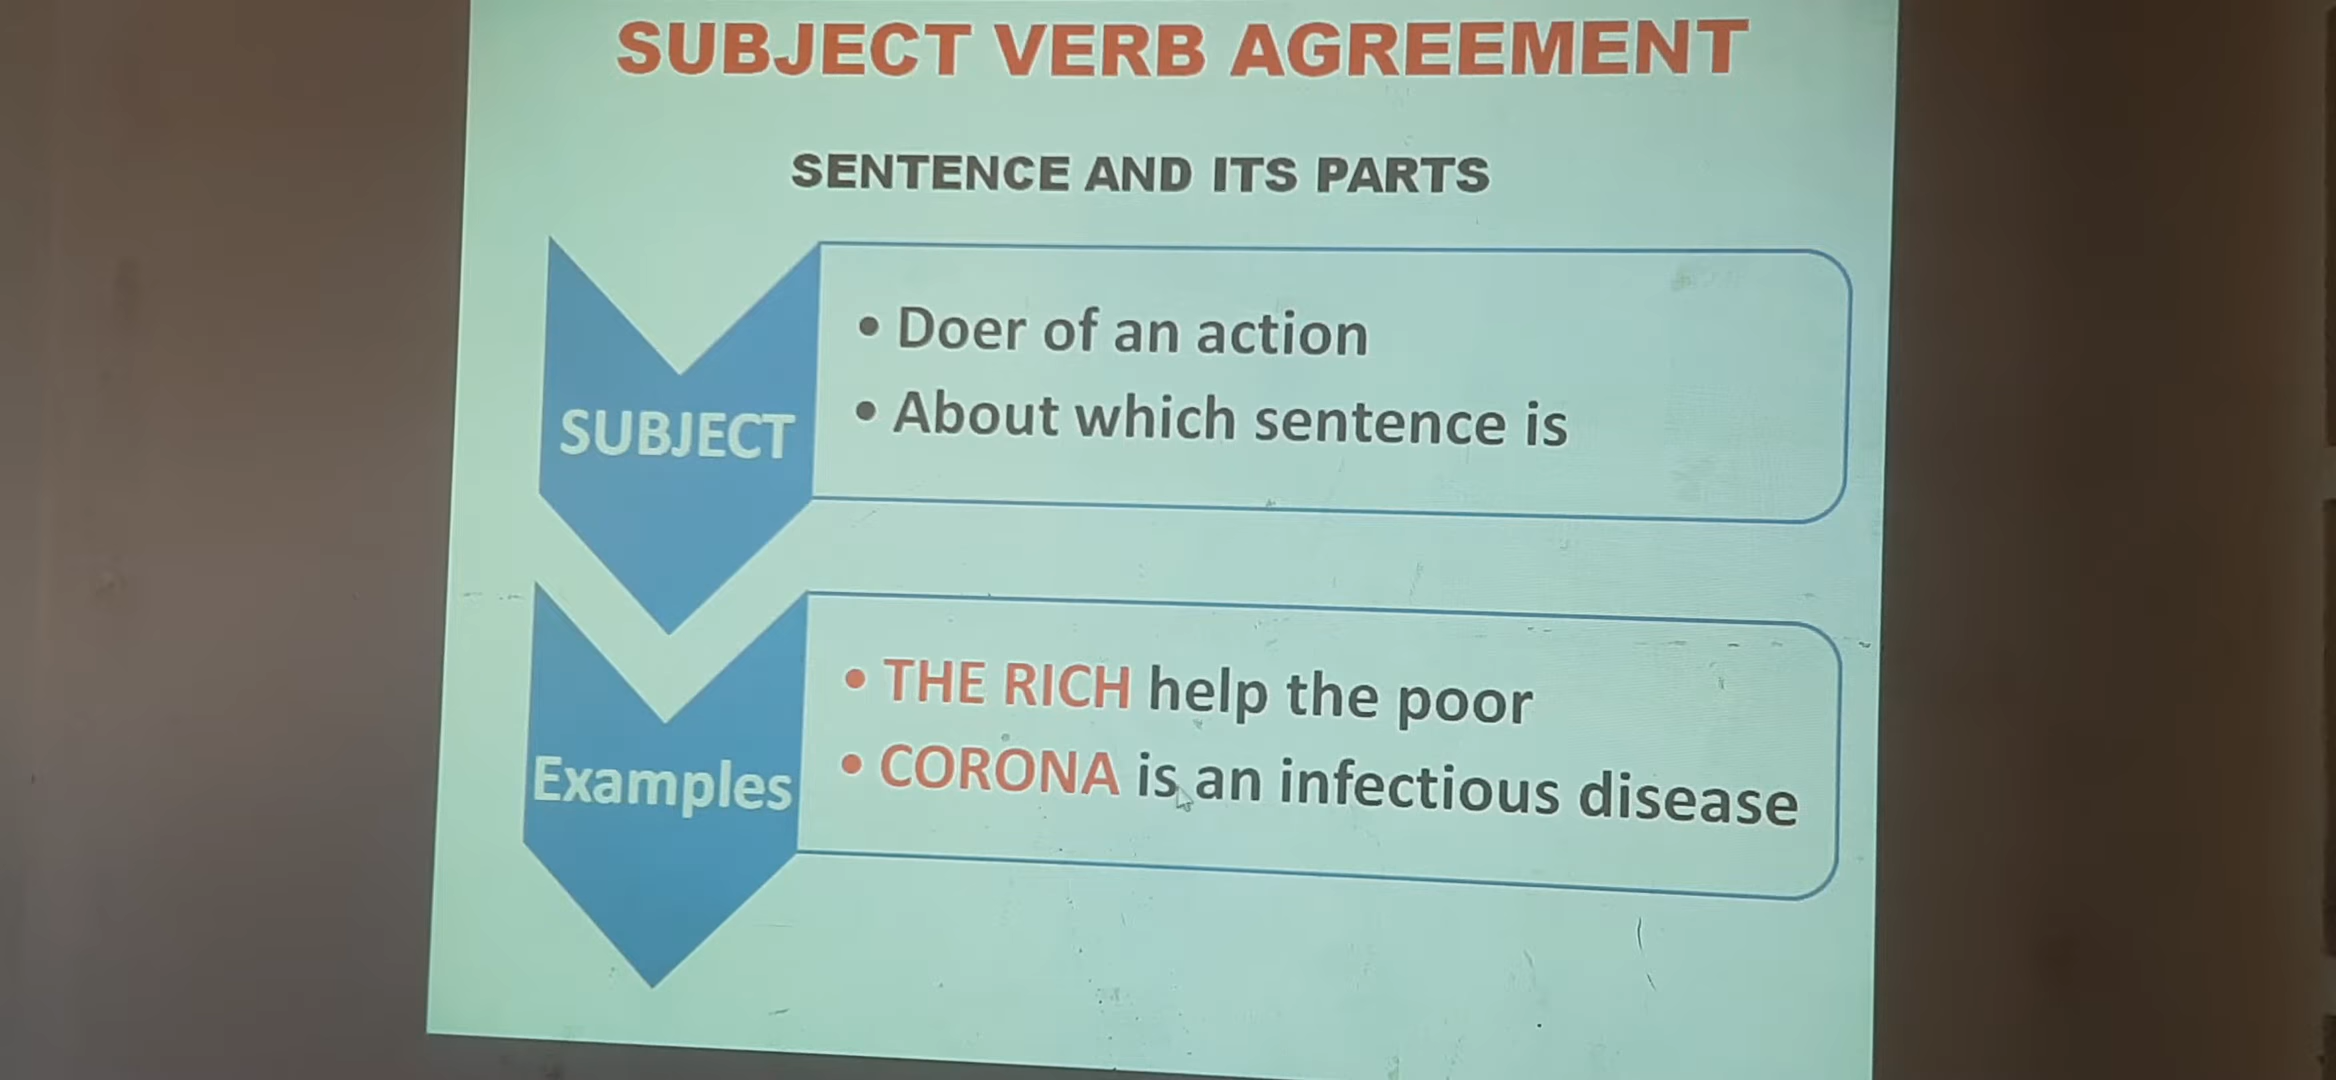 SUBJECT VERB AGREEMENT
SENTENCE AND ITS PARTS
SUBJECT
• Doer of an action
• About which sentence is
Examples
• THE RICH help the poor
• CORONA is an infectious disease